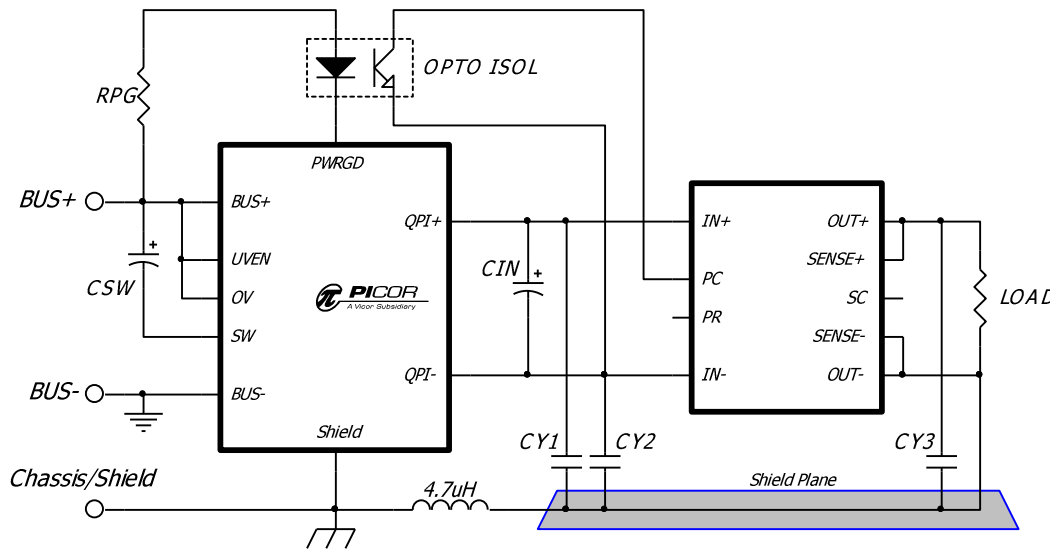 OPTO ISOL
RPG
PWRGD
BUS+
BUS+
QPI+
IN+
OUT+
UVEN
SENSE+
CSW
+
CIN
+
PC
OV
PICOR
A Vicor Subsidiary
SC
LOAD
PR
SW
SENSE-
BUS-
BUS-
QPI-
IN-
OUT-
Shield
CY1
CY2
CY3
Chassis/Shield
4.7uH
Shield Plane